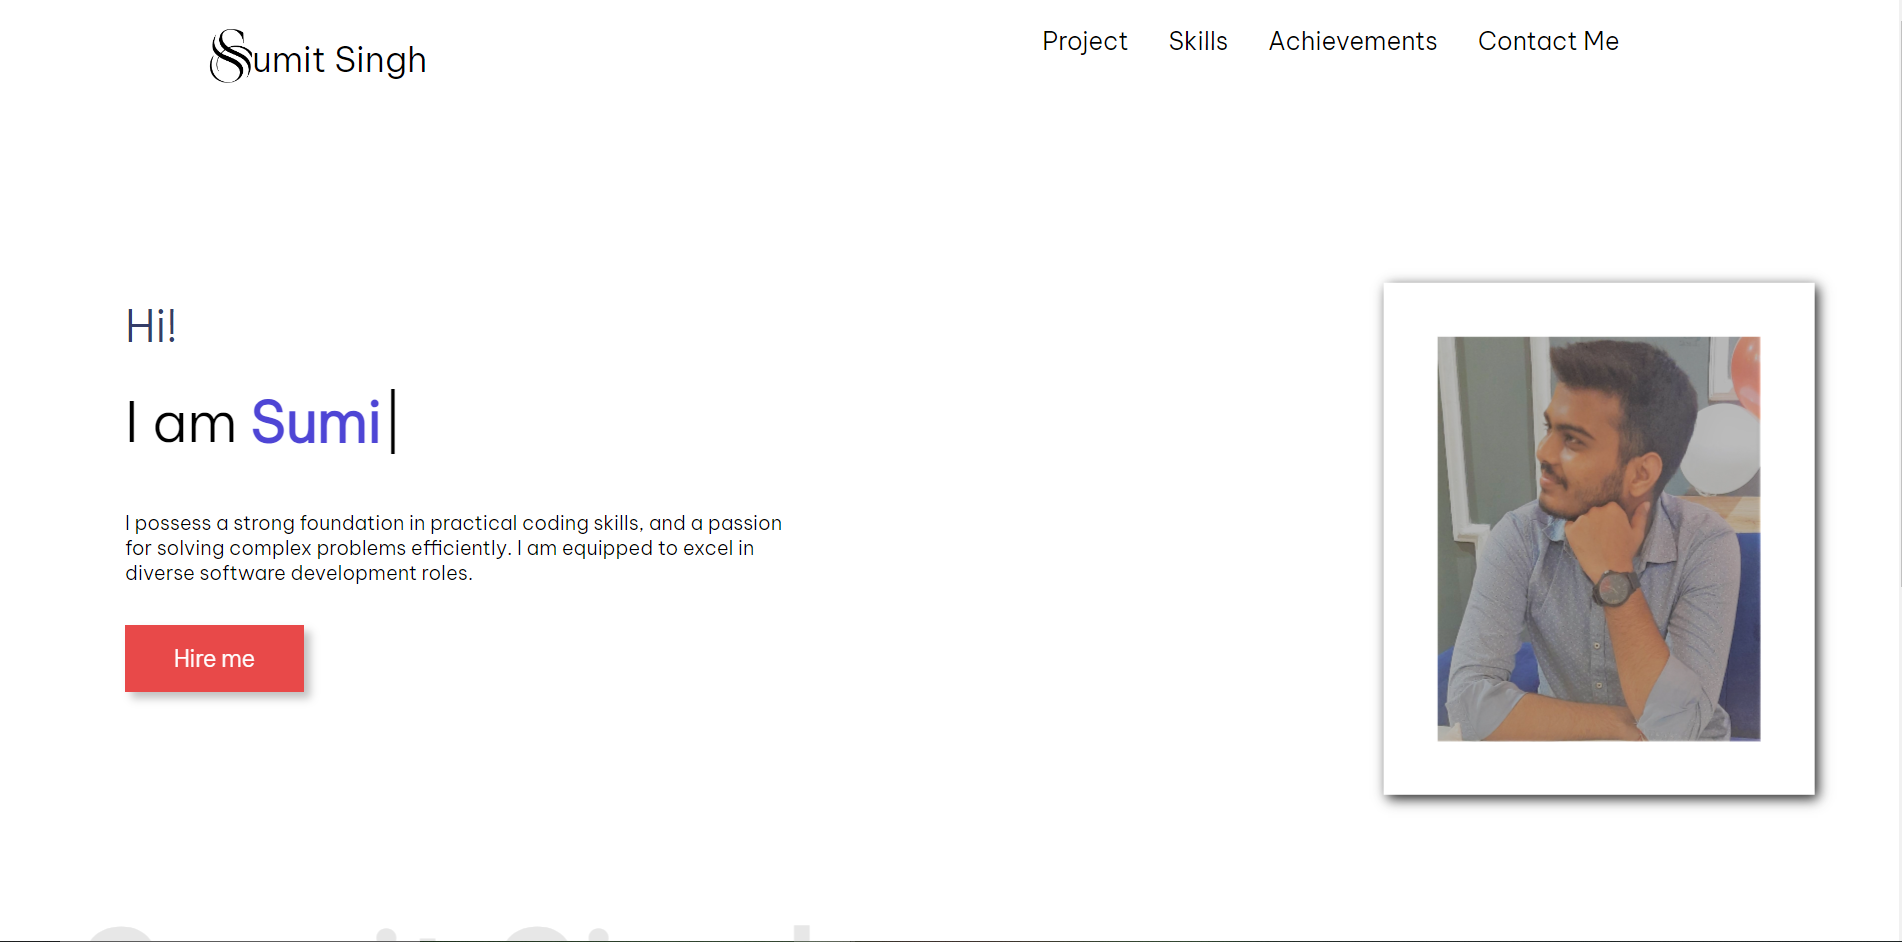 Sumit Singh
Project Skills Achievements Contact Me
Hi!
I am Sumi
I possess a strong foundation in practical coding skills, and a passion
for solving complex problems efficiently. I am equipped to excel in
diverse software development roles.
Hire me